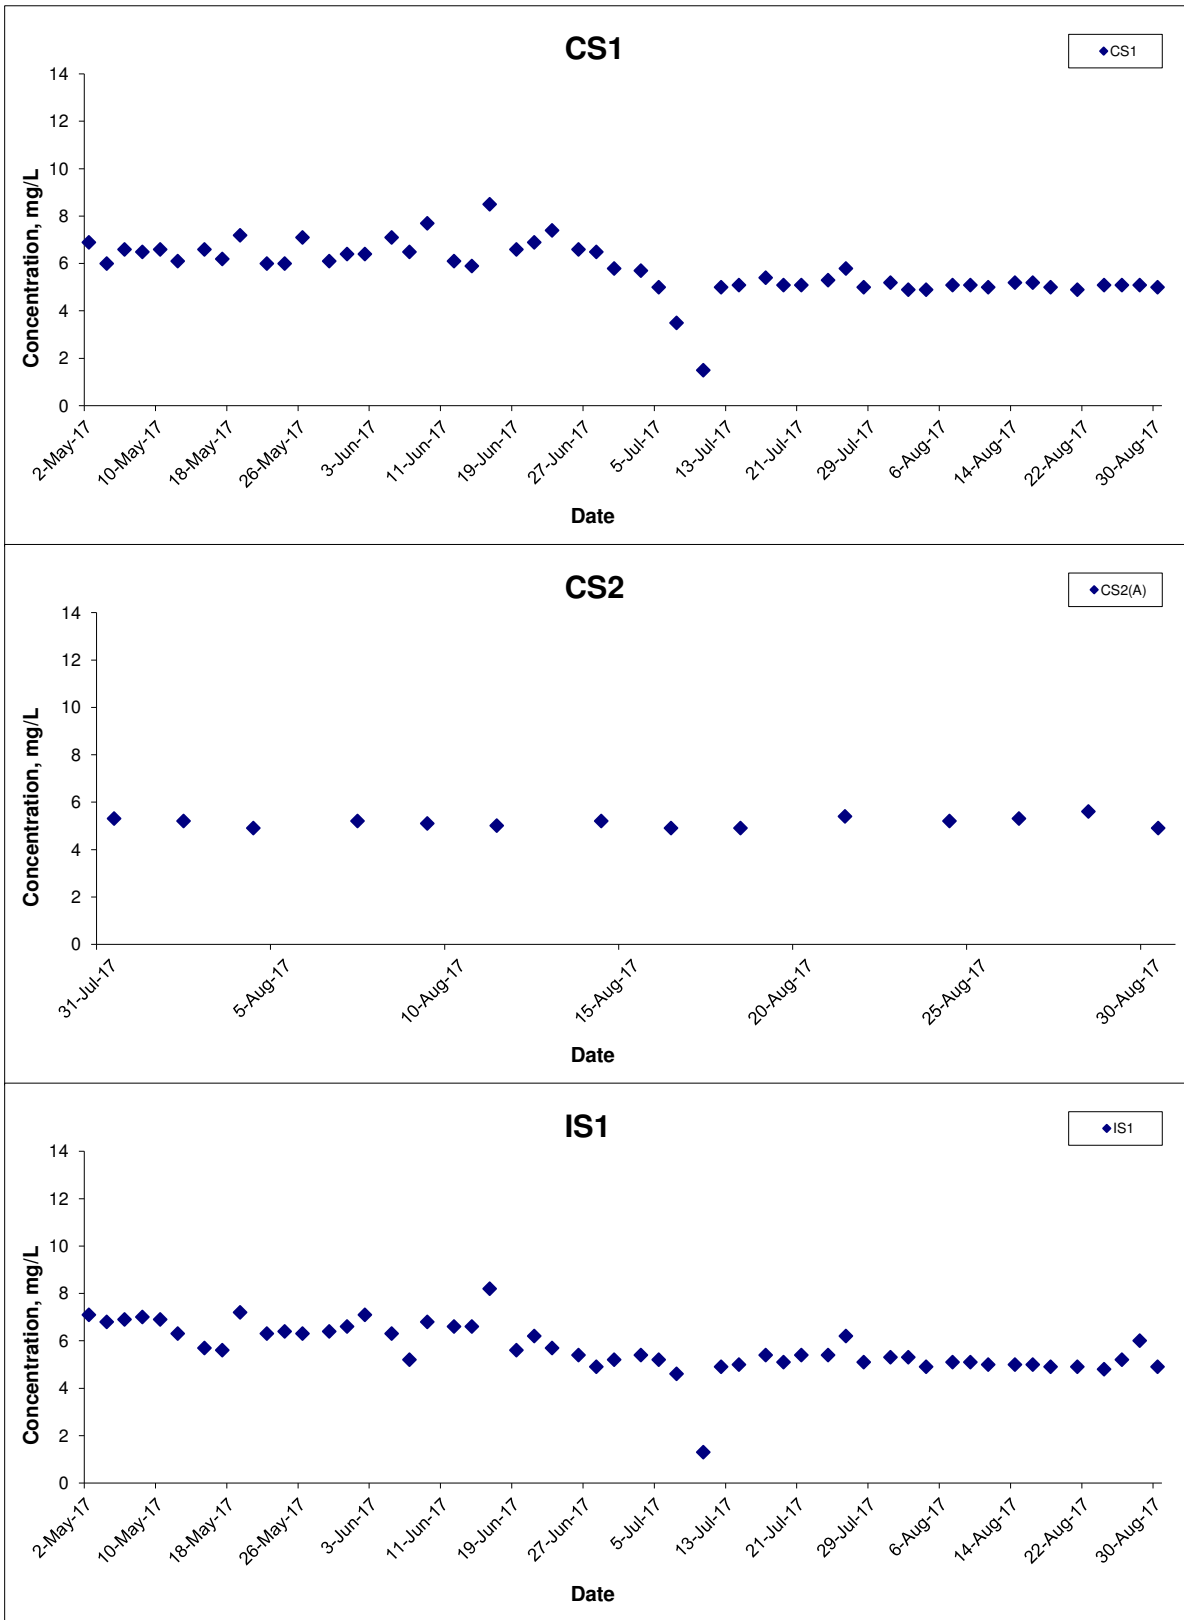 CS1
CS1
14
12
10
8
6
4
2
0
Concentration, mg/L
2-May-17
10-May-17
18-May-17
26-May-17
3-Jun-17
11-Jun-17
19-Jun-17
27-Jun-17
5-Jul-17
13-Jul-17
21-Jul-17
29-Jul-17
6-Aug-17
14-Aug-17
22-Aug-17
30-Aug-17
Date
CS2
CS2(A)
14
12
10
8
6
4
2
0
Concentration, mg/L
31-Jul-17
5-Aug-17
10-Aug-17
15-Aug-17
20-Aug-17
25-Aug-17
30-Aug-17
Date
IS1
IS1
14
12
10
8
6
4
2
0
Concentration, mg/L
2-May-17
10-May-17
18-May-17
26-May-17
3-Jun-17
11-Jun-17
19-Jun-17
27-Jun-17
5-Jul-17
13-Jul-17
21-Jul-17
29-Jul-17
6-Aug-17
14-Aug-17
22-Aug-17
30-Aug-17
Date